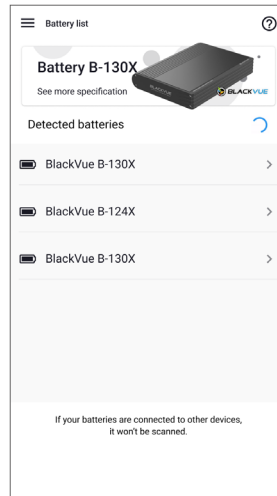 Battery list
?
Battery B-130X
See more specification
BLACKVUE
BLACKVUE
Detected batteries
BlackVue B-130X
BlackVue B-124X
BlackVue B-130X
If your batteries are connected to other devices,
it won't be scanned.